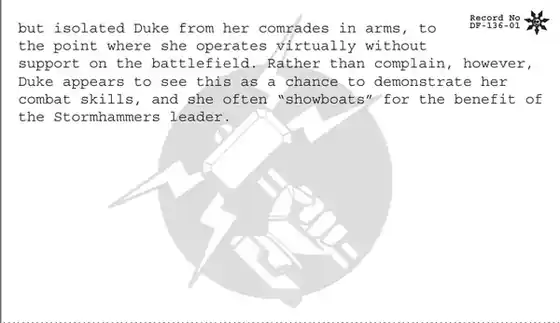 Record No
DF-136-01
but isolated Duke from her comrades in arms, to
the point where she operates virtually without
support on the battlefield. Rather than complain, however,
Duke appears to see this as a chance to demonstrate her
combat skills, and she often “showboats” for the benefit of
the Stormhammers leader.